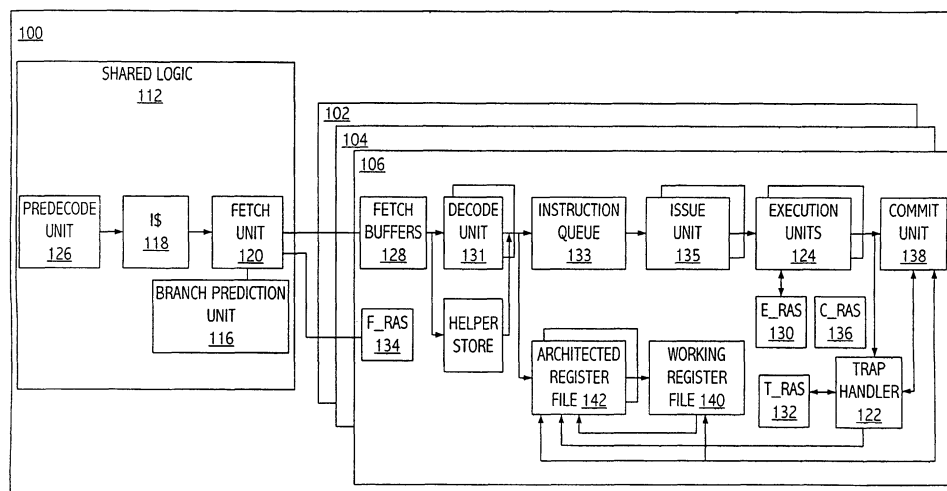 100
SHARED LOGIC
112
PREDECODE
UNIT
126
I$
118
FETCH
UNIT
120
BRANCH PREDICTION
UNIT
116
102
104
106
FETCH
BUFFERS
128
DECODE
UNIT
131
INSTRUCTION
QUEUE
133
ISSUE
UNIT
135
EXECUTION
UNITS
124
COMMIT
UNIT
138
F_RAS
134
HELPER
STORE
ARCHITECTED
REGISTER
FILE 142
WORKING
REGISTER
FILE 140
E_RAS
130
C_RAS
136
T_RAS
132
TRAP
HANDLER
122